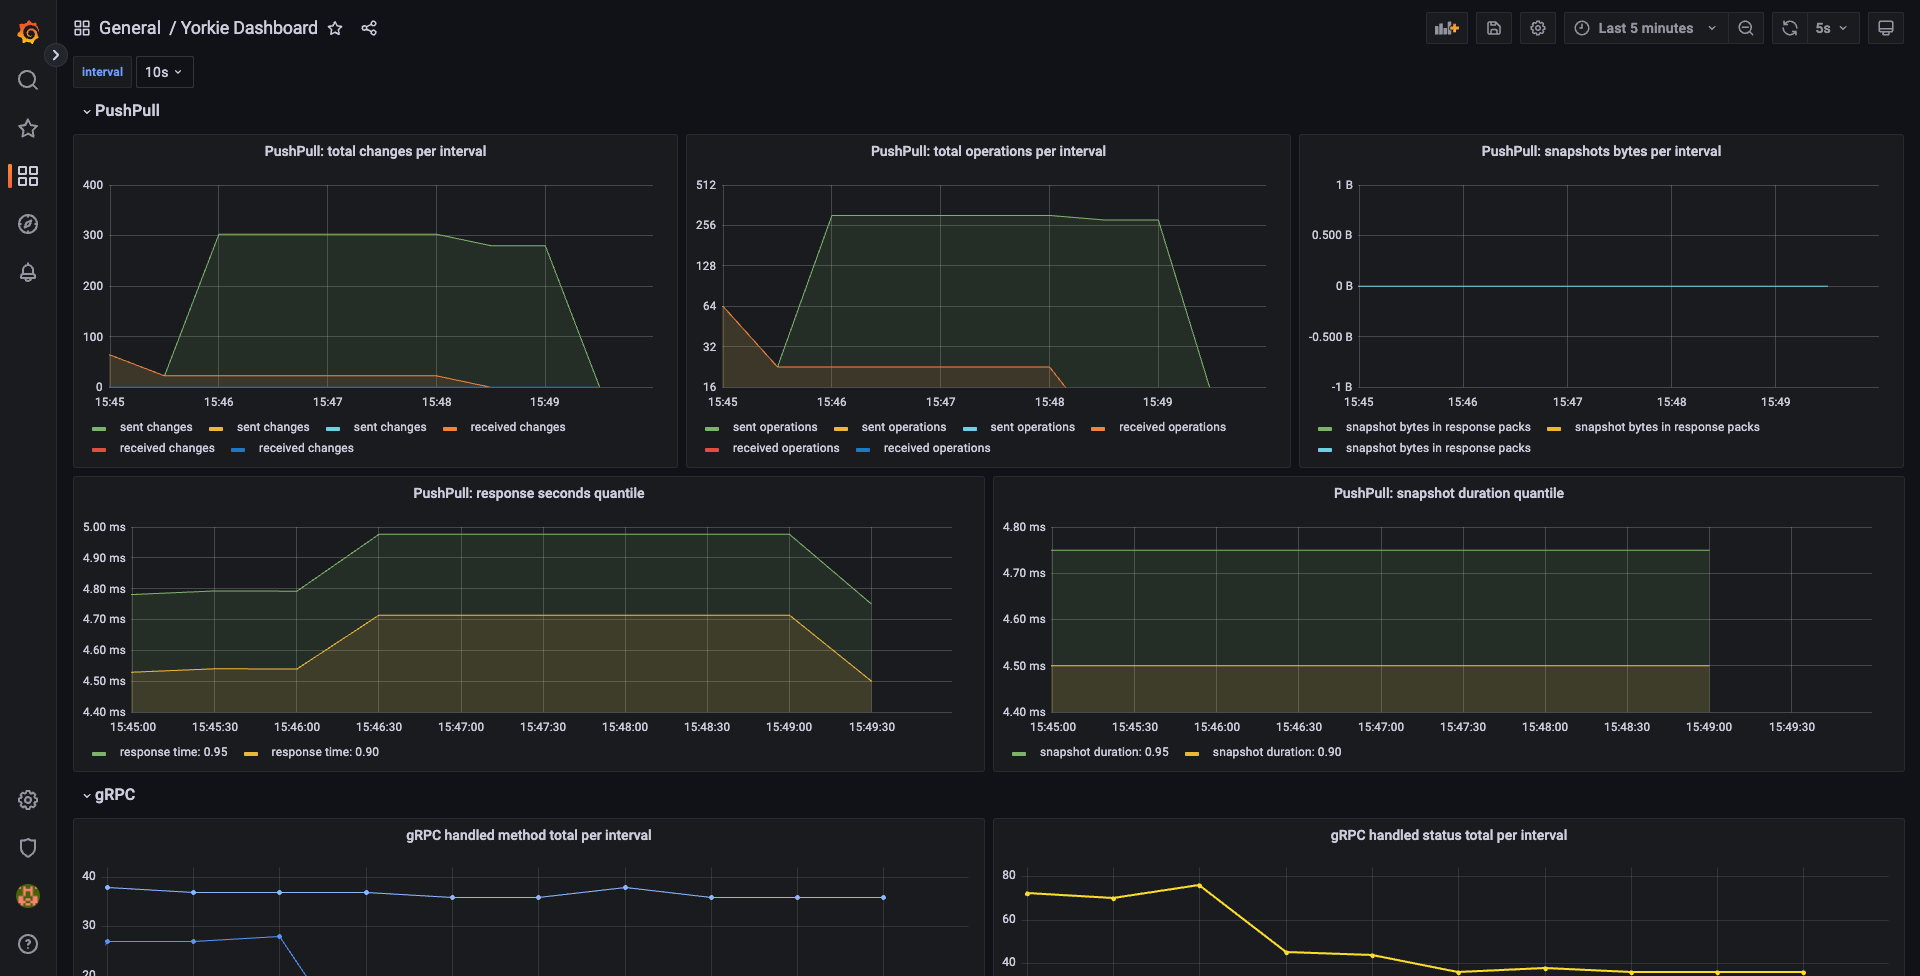 General / Yorkie Dashboard
Last 5 minutes
5s
interval 10s
PushPull
PushPull: total changes per interval
400
300
200
100
0
15:45 15:46 15:47 15:48 15:49
sent changes sent changes sent changes received changes
received changes received changes
PushPull: total operations per interval
512
256
128
64
32
16
15:45 15:46 15:47 15:48 15:49
sent operations sent operations sent operations received operations
received operations received operations
PushPull: snapshots bytes per interval
1 B
0.500 B
0 B
-0.500 B
-1 B
15:45 15:46 15:47 15:48 15:49
snapshot bytes in response packs snapshot bytes in response packs
snapshot bytes in response packs
PushPull: response seconds quantile
5.00 ms
4.90 ms
4.80 ms
4.70 ms
4.60 ms
4.50 ms
4.40 ms
15:45:00 15:45:30 15:46:00 15:46:30 15:47:00 15:47:30 15:48:00 15:48:30 15:49:00 15:49:30
response time: 0.95 response time: 0.90
PushPull: snapshot duration quantile
4.80 ms
4.70 ms
4.60 ms
4.50 ms
4.40 ms
15:45:00 15:45:30 15:46:00 15:46:30 15:47:00 15:47:30 15:48:00 15:48:30 15:49:00 15:49:30
snapshot duration: 0.95 snapshot duration: 0.90
gRPC
gRPC handled method total per interval
40
30
20
gRPC handled status total per interval
80
60
40